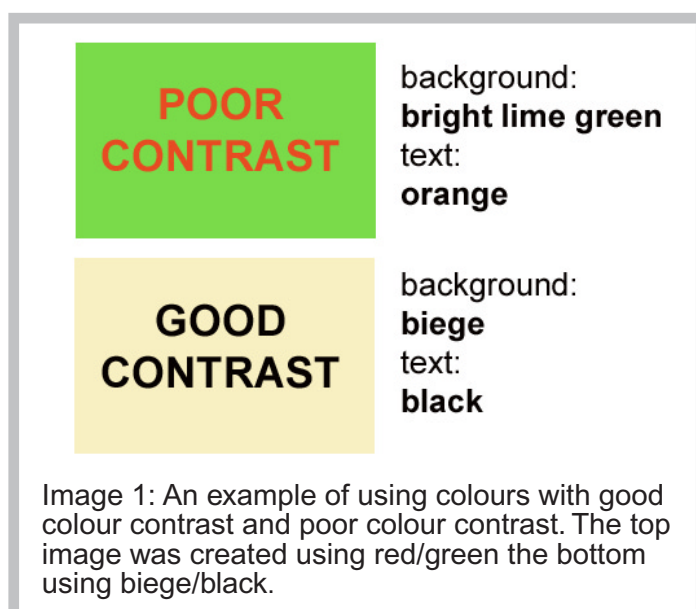 POOR
CONTRAST
background:
bright lime green
text:
orange
GOOD
CONTRAST
background:
biege
text:
black
Image 1: An example of using colours with good
colour contrast and poor colour contrast. The top
image was created using red/green the bottom
using biege/black.